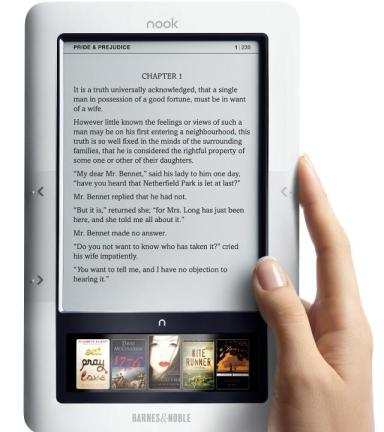 nook
PRIDE & PREJUDICE 1 | 230
CHAPTER 1
It is a truth universally acknowledged, that a single
man in possession of a good fortune, must be in want
of a wife.
However little known the feelings or views of such a
man may be on his first entering a neighbourhood, this
truth is so well fixed in the minds of the surrounding
families, that he is considered the rightful property of
some one or other of their daughters.
“My dear Mr. Bennet,” said his lady to him one day,
“have you heard that Netherfield Park is let at last?”
Mr. Bennet replied that he had not.
“But it is,” returned she; “for Mrs. Long has just been
here, and she told me all about it.”
Mr. Bennet made no answer.
“Do you not want to know who has taken it?” cried
his wife impatiently.
“You want to tell me, and I have no objection to
hearing it.”
eat
pray
love
DAVID
McCULLOUGH
1776
KITE
RUNNER
BARNES&NOBLE